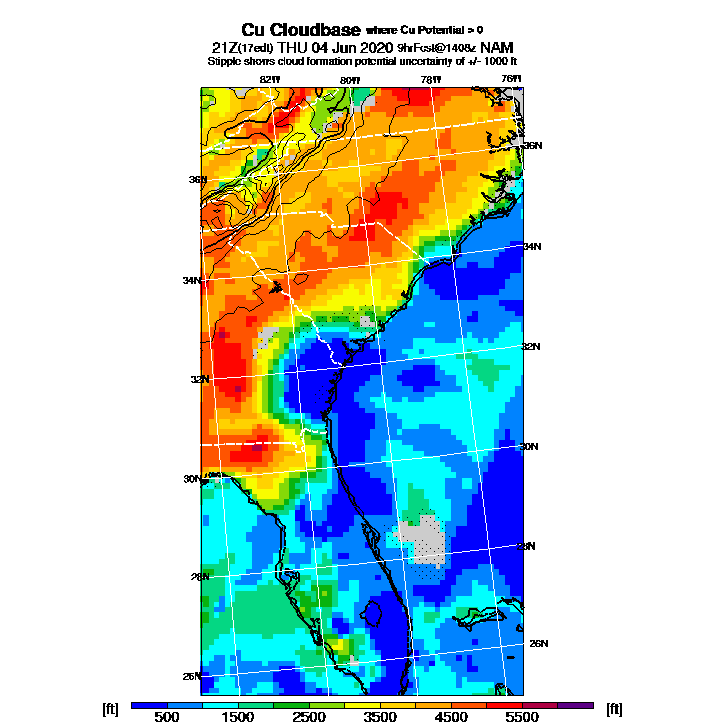 Cu Cloudbase where Cu Potential > 0
21Z(17edt) THU 04 Jun 2020 9hrFcst@1408z NAM
Stipple shows cloud formation potential uncertainty of +/- 1000 ft
82W 80W 78W 76W
36N
36N
34N
34N
32N
32N
30N
30N
28N
28N
26N
26N
[ft] 500 1500 2500 3500 4500 5500 [ft]